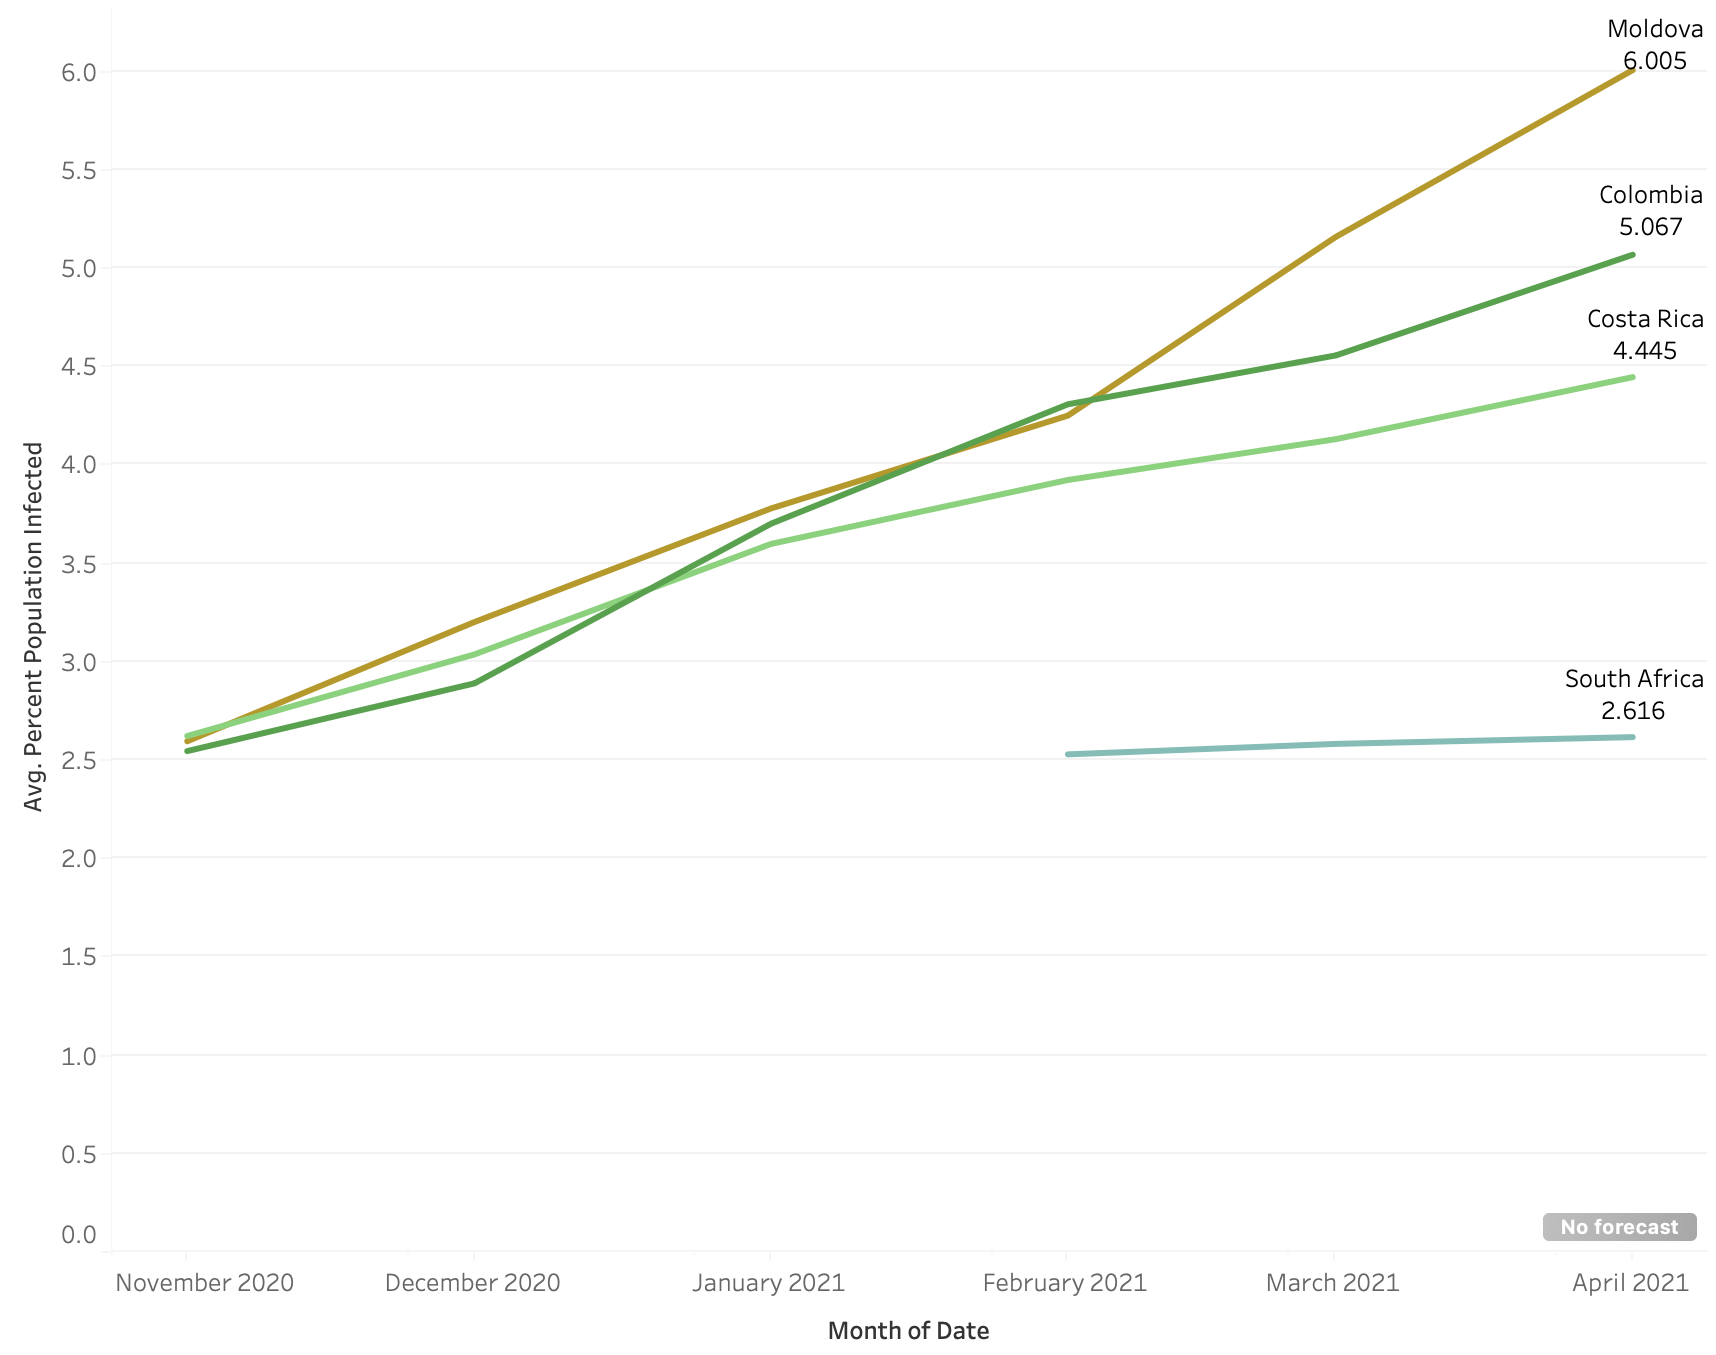 Moldova
6.005
6.0
5.5
Colombia
5.067
5.0
Costa Rica
4.445
4.5
Avg. Percent Population Infected
4.0
3.5
3.0
South Africa
2.616
2.5
2.0
1.5
1.0
0.5
No forecast
0.0
November 2020
December 2020
January 2021
February 2021
March 2021
April 2021
Month of Date